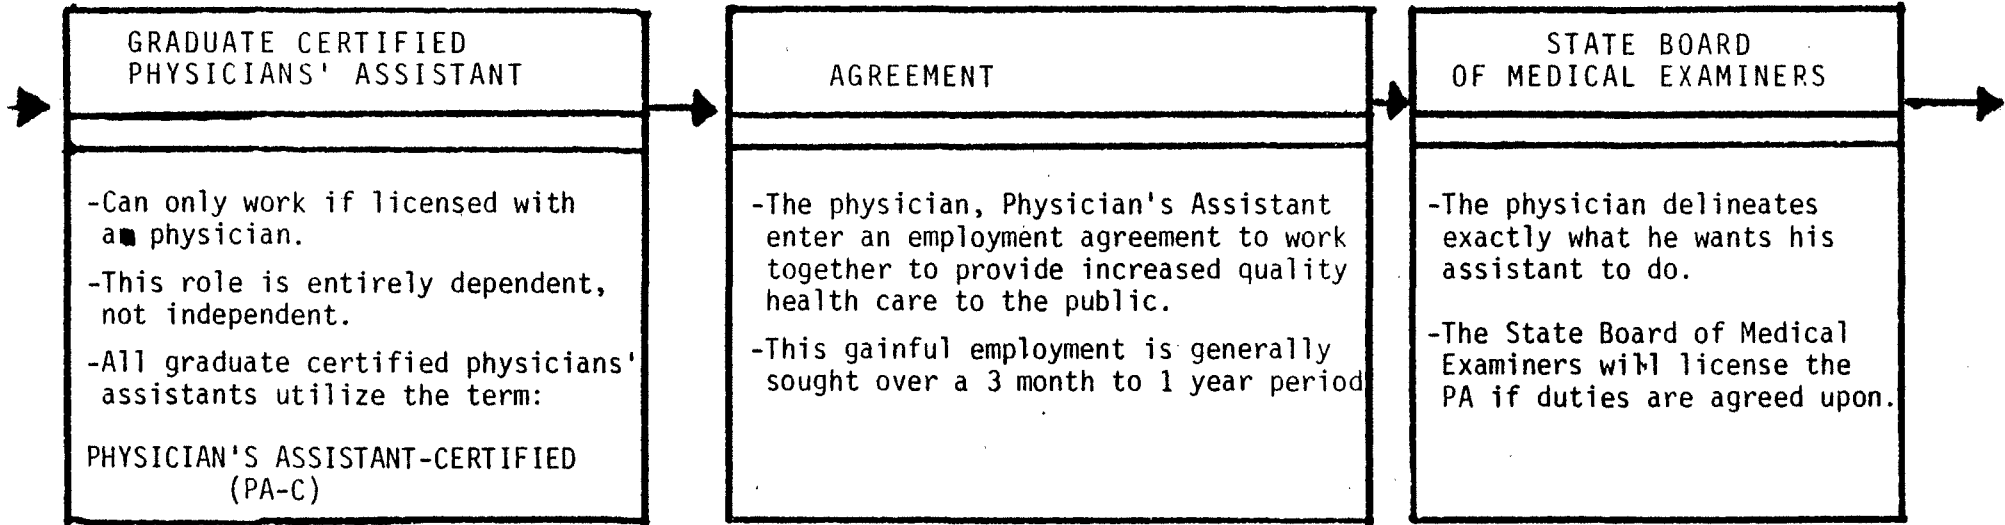 GRADUATE CERTIFIED
PHYSICIANS' ASSISTANT
-Can only work if licensed with
a physician.
-This role is entirely dependent,
not independent.
-All graduate certified physicians'
assistants utilize the term:
PHYSICIAN'S ASSISTANT-CERTIFIED
(PA-C)
AGREEMENT
-The physician, Physician's Assistant
enter an employment agreement to work
together to provide increased quality
health care to the public.
-This gainful employment is generally
sought over a 3 month to 1 year period
STATE BOARD
OF MEDICAL EXAMINERS
-The physician delineates
exactly what he wants his
assistant to do.
-The State Board of Medical
Examiners will license the
PA if duties are agreed upon.